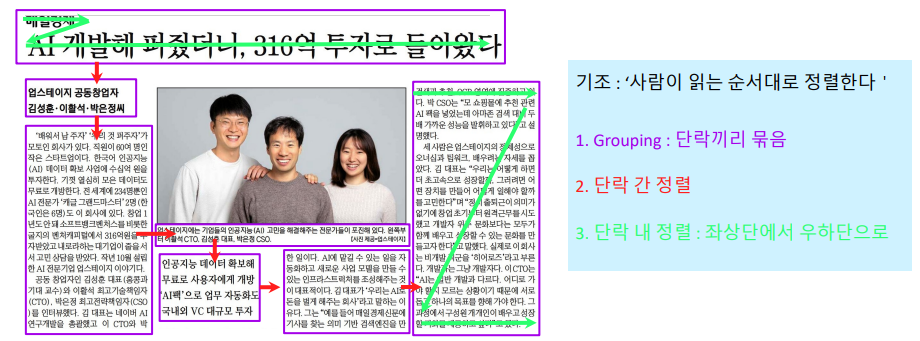 매일경제
AI 개발해 퍼줬더니, 316억 투자로 들어왔다
업스테이지 공동창업자
김성훈·이활석·박은정씨
"배워서 남 주자' 것 퍼주자'가
모토인 회사가 있다. 직원이 60여 명인
작은 스타트업이다. 한국어 인공지능
(AI) 데이터 확보 사업에 수십억 원을
투자한다. 기껏 열심히 모은 데이터도
무료로 개방한다. 전 세계에 234명뿐인
AI 전문가 '캐글 그랜드마스터' 2명 (한
국인은 6명) 도 이 회사에 있다. 창업 1
년도 안 돼 소프트뱅크벤처스를 비롯한
굴지의 벤처캐피털에서 316억원을 투
자받았고 내로라하는 대기업이 줄을 서
서 고민 상담을 받았다. 작년 10월 설립
한 AI 전문기업 업스테이지 이야기다.
공동 창업자인 김성훈 대표 (홍콩과
기대 교수)와 이활석 최고기술책임자
(CTO), 박은정 최고전략책임자(CSO
)를 인터뷰했다. 김 대표는 네이버 AI
연구개발을 총괄했고 이 CTO와 박
업스테이지에는 기업들의 인공지능(AI) 고민을 해결해주는 전문가들이 포진해 있다. 왼쪽부
터 이활석 CTO, 김성훈 대표, 박은정 CSO.
[사진 제공=업스테이지]
인공지능 데이터 확보해
무료로 사용자에게 개방
'AI팩'으로 업무 자동화도
국내외 VC 대규모 투자
한 일이다. AI에 맡길 수 있는 일을 자
동화하고 새로운 사업 모델을 만들 수
있는 인프라스트럭처를 조성해주는 것
이 대표적이다. 김 대표가 "우리는 AI로
돈을 벌게 해주는 회사"라고 말하는 이
유다. 그는 "예를 들어 매일경제신문에
기사를 찾는 의미 기반 검색엔진을 만
다. 박 CSO는 "모 쇼핑몰에 추천 관련
AI 팩을 넣었는데 아마존 검색 대비 두
배 가까운 성능을 발휘하고 있다"고 설
명했다.
세 사람은 업스테이지의 정체성으로
오너십과 팀워크, 배우려는 자세를 꼽
았다. 김 대표는 "우리는 어떻게 하면
더 초고속으로 성장할까, 그러려면 어
떤 장치를 만들어 어떻게 일해야 할까
를 고민한다"며 출퇴근이 의미가
없기에 창업 초기부터 원격근무를 시도
했고 개발자 위주 문화보다는 모두가
함께 배우고 성장할 수 있는 문화를 만
들고자 한다"고 말했다. 실제로 이 회사
는 비개발 직군을 '히어로즈'라고 부른
다. 개발자는 그냥 개발자다. 이 CTO는
"AI는 일반 개발과 다르다. 어디로 가
야 할지 모르는 상황이기 때문에 서로
돕고 하나의 목표를 향해 가야 한다. 그
과정에서 구성원 개개인이 배우고 성장
기조 : '사람이 읽는 순서대로 정렬한다 '
1. Grouping : 단락끼리 묶음
2. 단락 간 정렬
3. 단락 내 정렬 : 좌상단에서 우하단으로